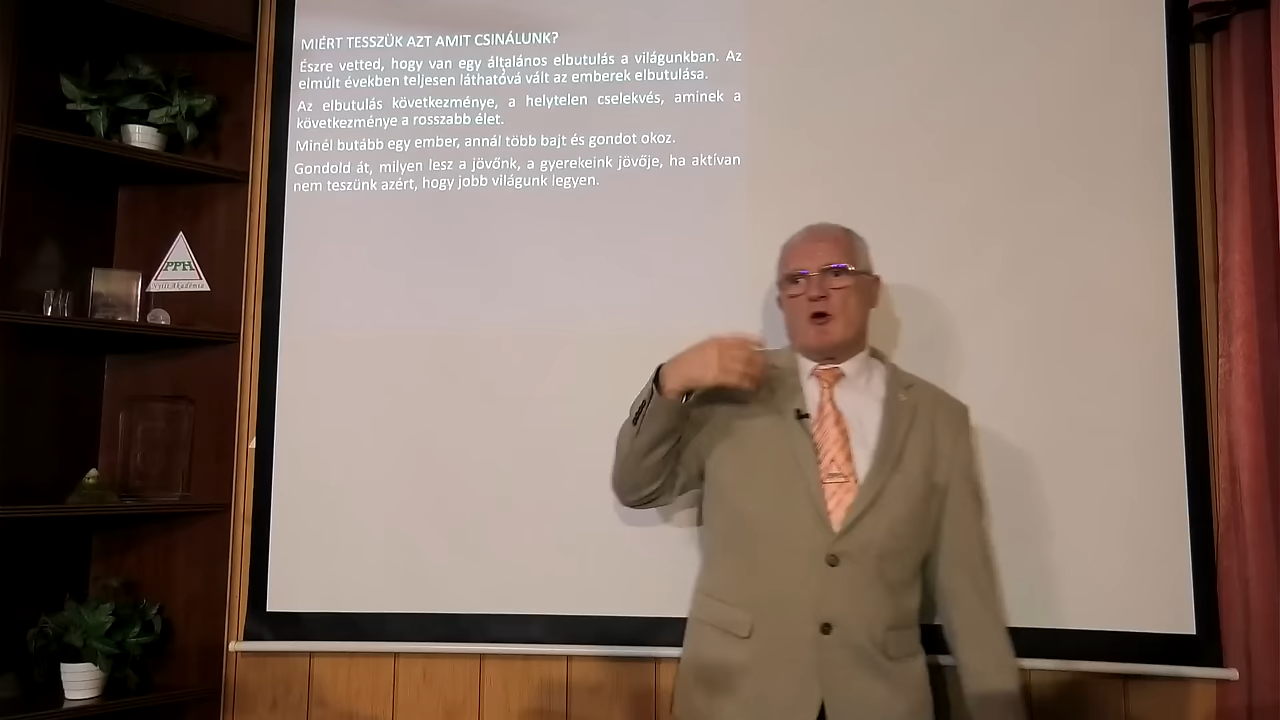 MIÉRT TESSZÜK AZT AMIT CSINÁLUNK?
Észre vetted, hogy van egy általános elbutulás a világunkban. Az
elmúlt években teljesen láthatóvá vált az emberek elbutulása.
Az elbutulás következménye, a helytelen cselekvés, aminek a
következménye a rosszabb élet.
Minél butább egy ember, annál több bajt és gondot okoz.
Gondold át, milyen lesz a jövőnk, a gyerekeink jövője, ha aktívan
nem teszünk azért, hogy jobb világunk legyen.
PPH
Nyílt Akadémia